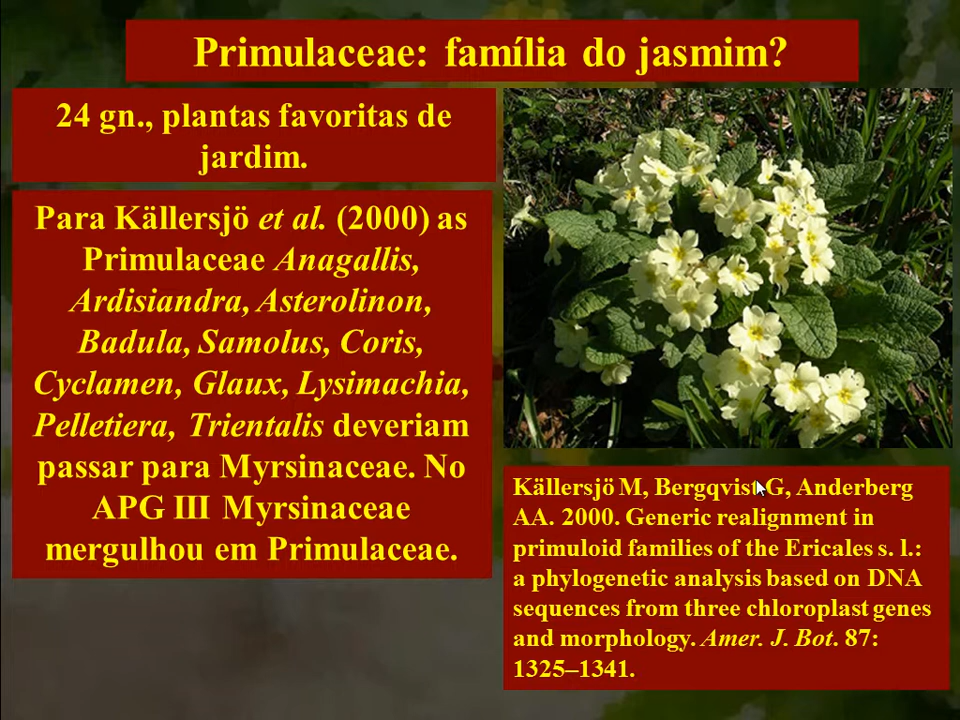 Primulaceae: família do jasmim?
24 gn., plantas favoritas de
jardim.
Para Källersjö et al. (2000) as
Primulaceae Anagallis,
Ardisiandra, Asterolinon,
Badula, Samolus, Coris,
Cyclamen, Glaux, Lysimachia,
Pelletiera, Trientalis deveriam
passar para Myrsinaceae. No
APG III Myrsinaceae
mergulhou em Primulaceae.
Källersjö M, Bergqvist G, Anderberg
AA. 2000. Generic realignment in
primuloid families of the Ericales s. l.:
a phylogenetic analysis based on DNA
sequences from three chloroplast genes
and morphology. Amer. J. Bot. 87:
1325–1341.